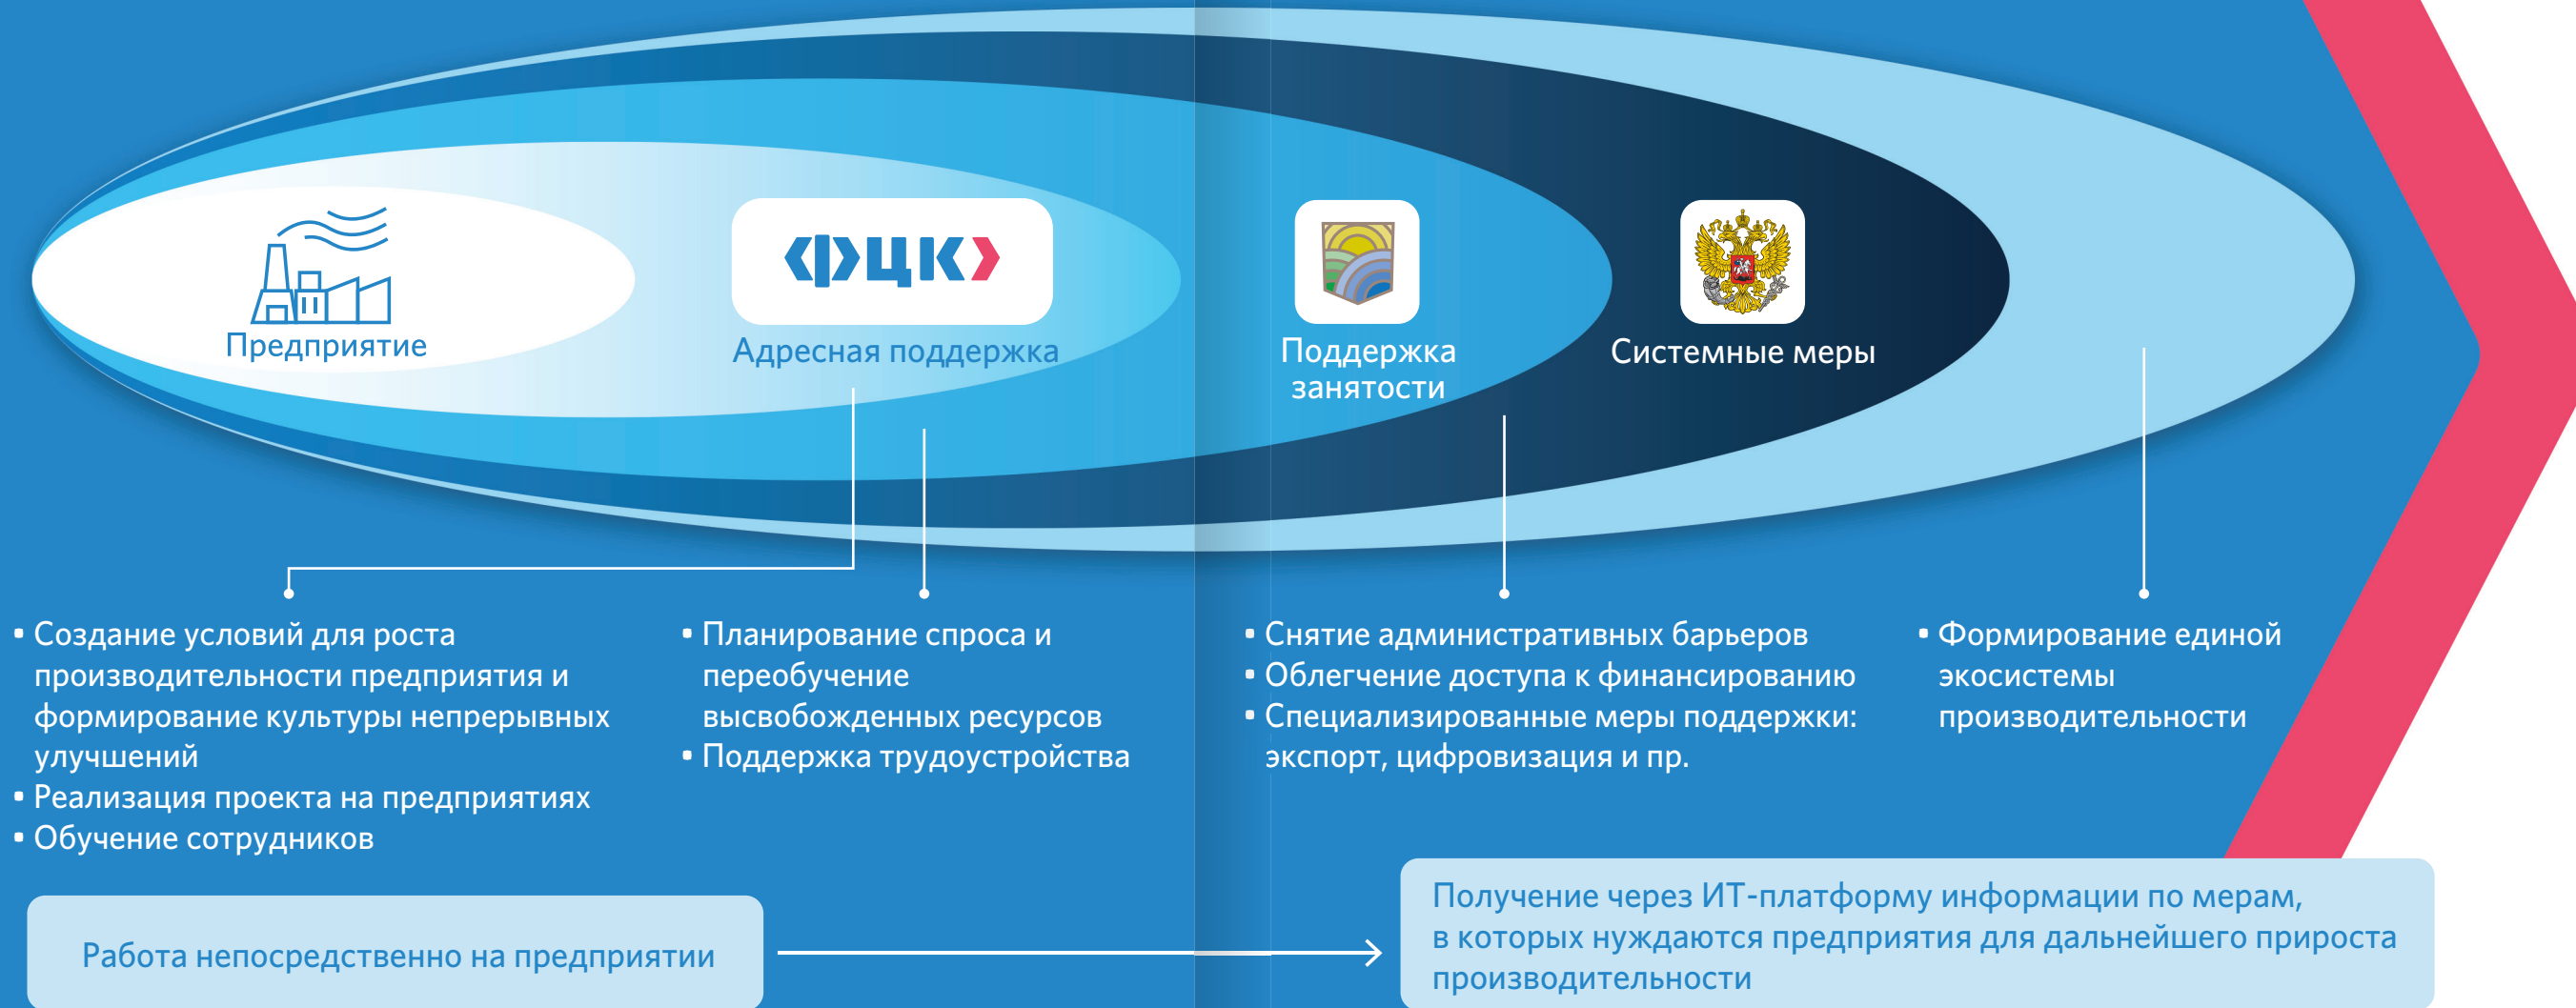 Предприятие
ФЦК
Адресная поддержка
Поддержка
занятости
Системные меры
▪ Создание условий для роста
производительности предприятия и
формирование культуры непрерывных
улучшений
▪ Реализация проекта на предприятиях
▪ Обучение сотрудников
▪ Планирование спроса и
переобучение
высвобожденных ресурсов
▪ Поддержка трудоустройства
▪ Снятие административных барьеров
▪ Облегчение доступа к финансированию
▪ Специализированные меры поддержки:
экспорт, цифровизация и пр.
▪ Формирование единой
экосистемы
производительности
Работа непосредственно на предприятии
Получение через ИТ-платформу информации по мерам,
в которых нуждаются предприятия для дальнейшего прироста
производительности